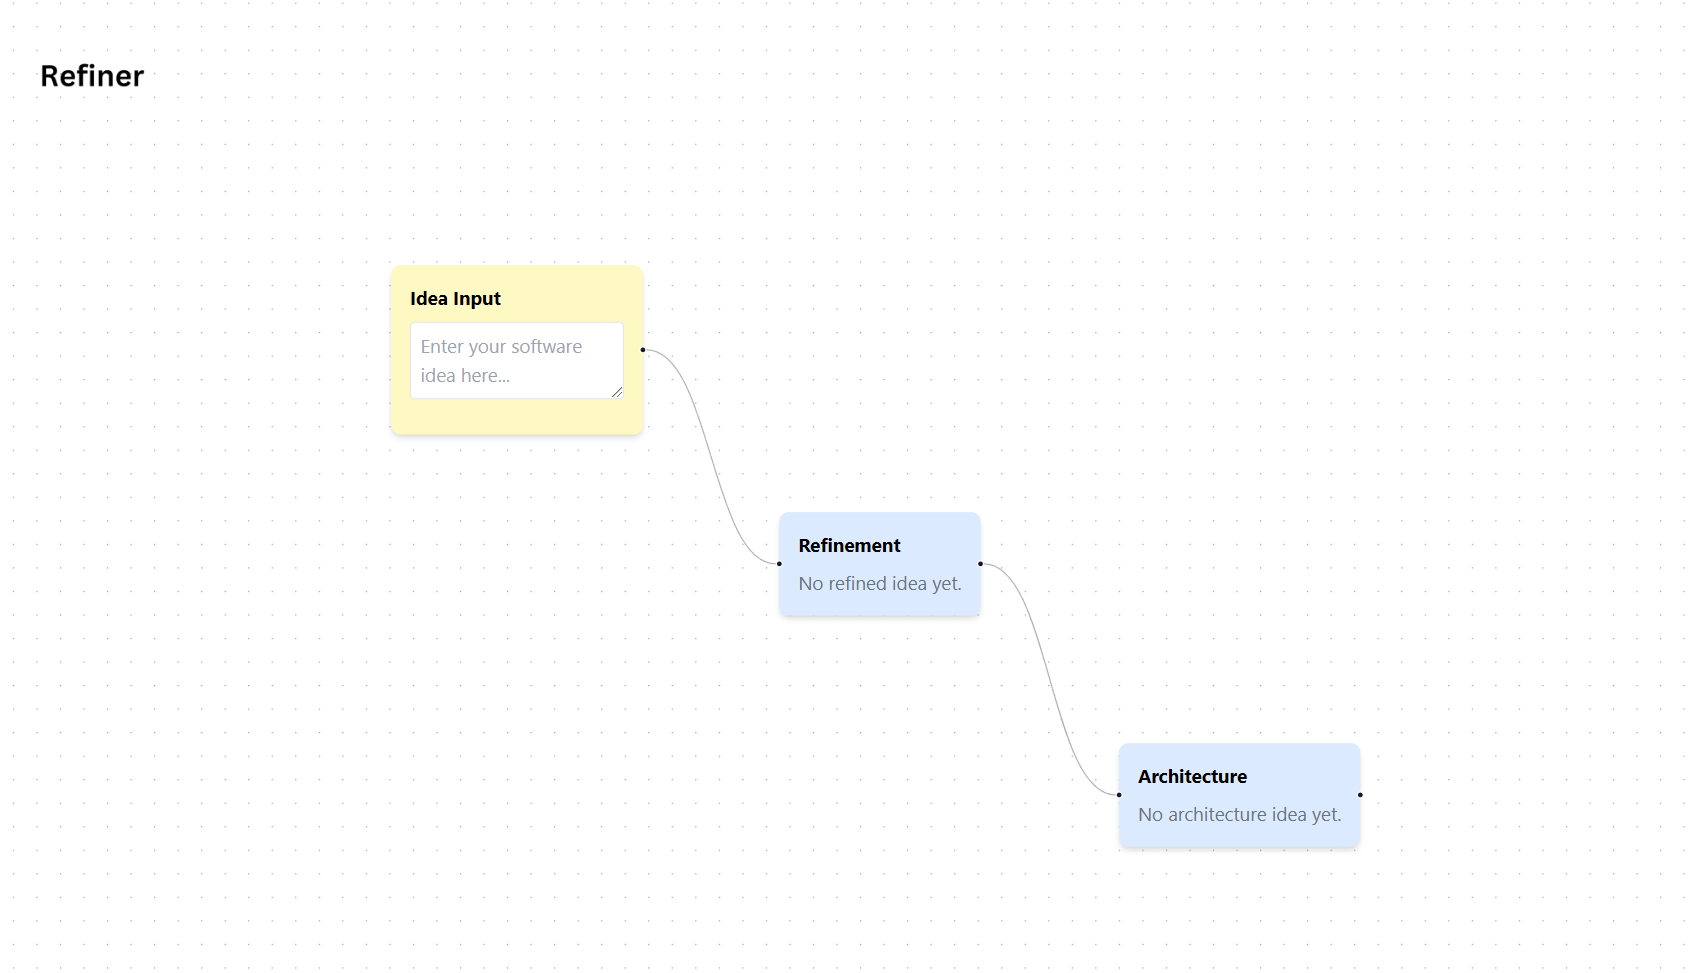 Refiner
Idea Input
Enter your software
idea here...
Refinement
No refined idea yet.
Architecture
No architecture idea yet.